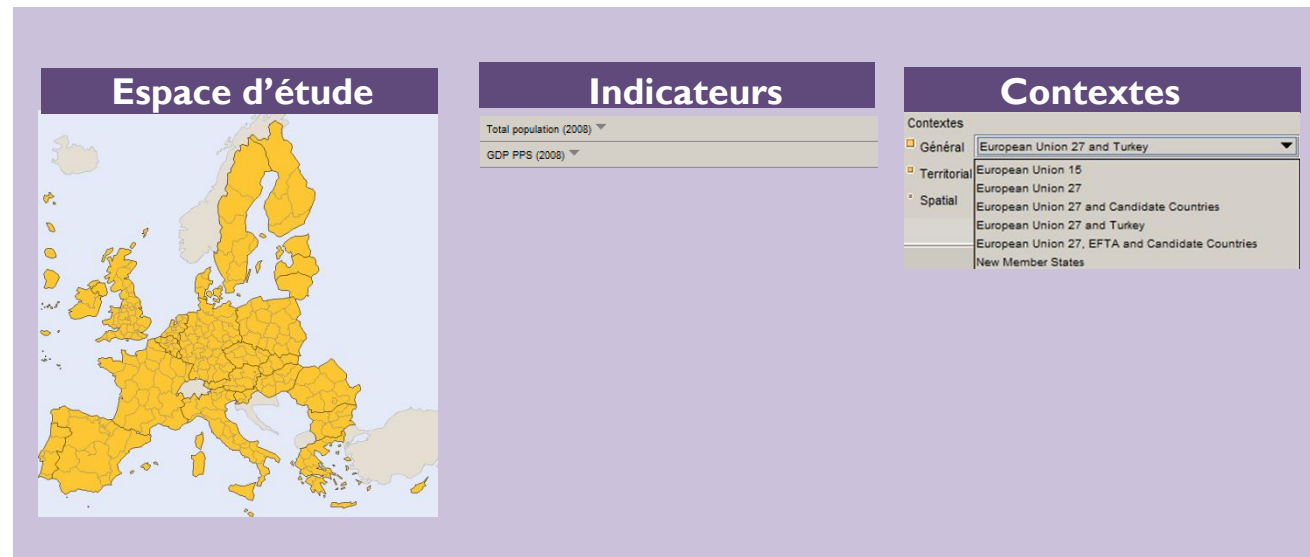 Espace d'étude
Indicateurs
Total population (2008)
GDP PPS (2008)
Contextes
Contextes
Général European Union 27 and Turkey
Territorial European Union 15
European Union 27
Spatial European Union 27 and Candidate Countries
European Union 27 and Turkey
European Union 27, EFTA and Candidate Countries
New Member States